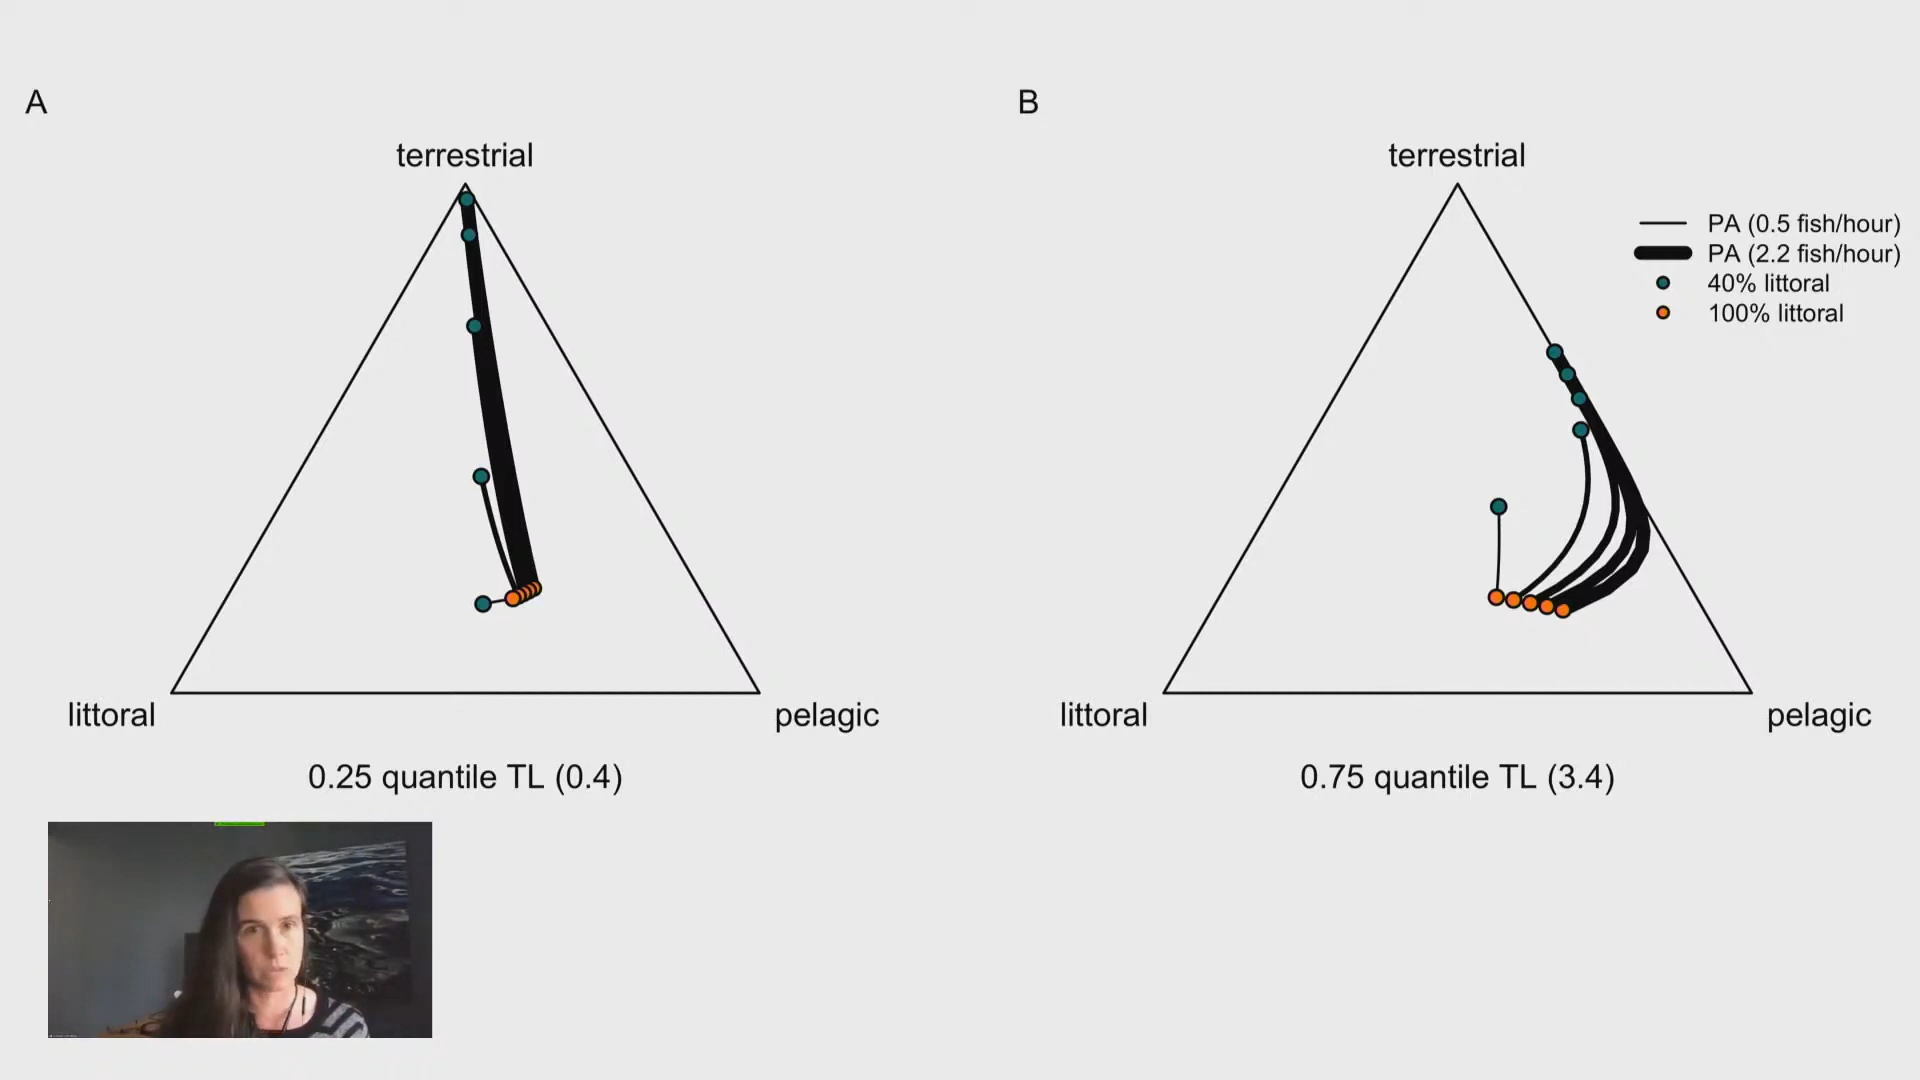 A
terrestrial
littoral
pelagic
0.25 quantile TL (0.4)
B
terrestrial
PA (0.5 fish/hour)
PA (2.2 fish/hour)
40% littoral
100% littoral
littoral
pelagic
0.75 quantile TL (3.4)